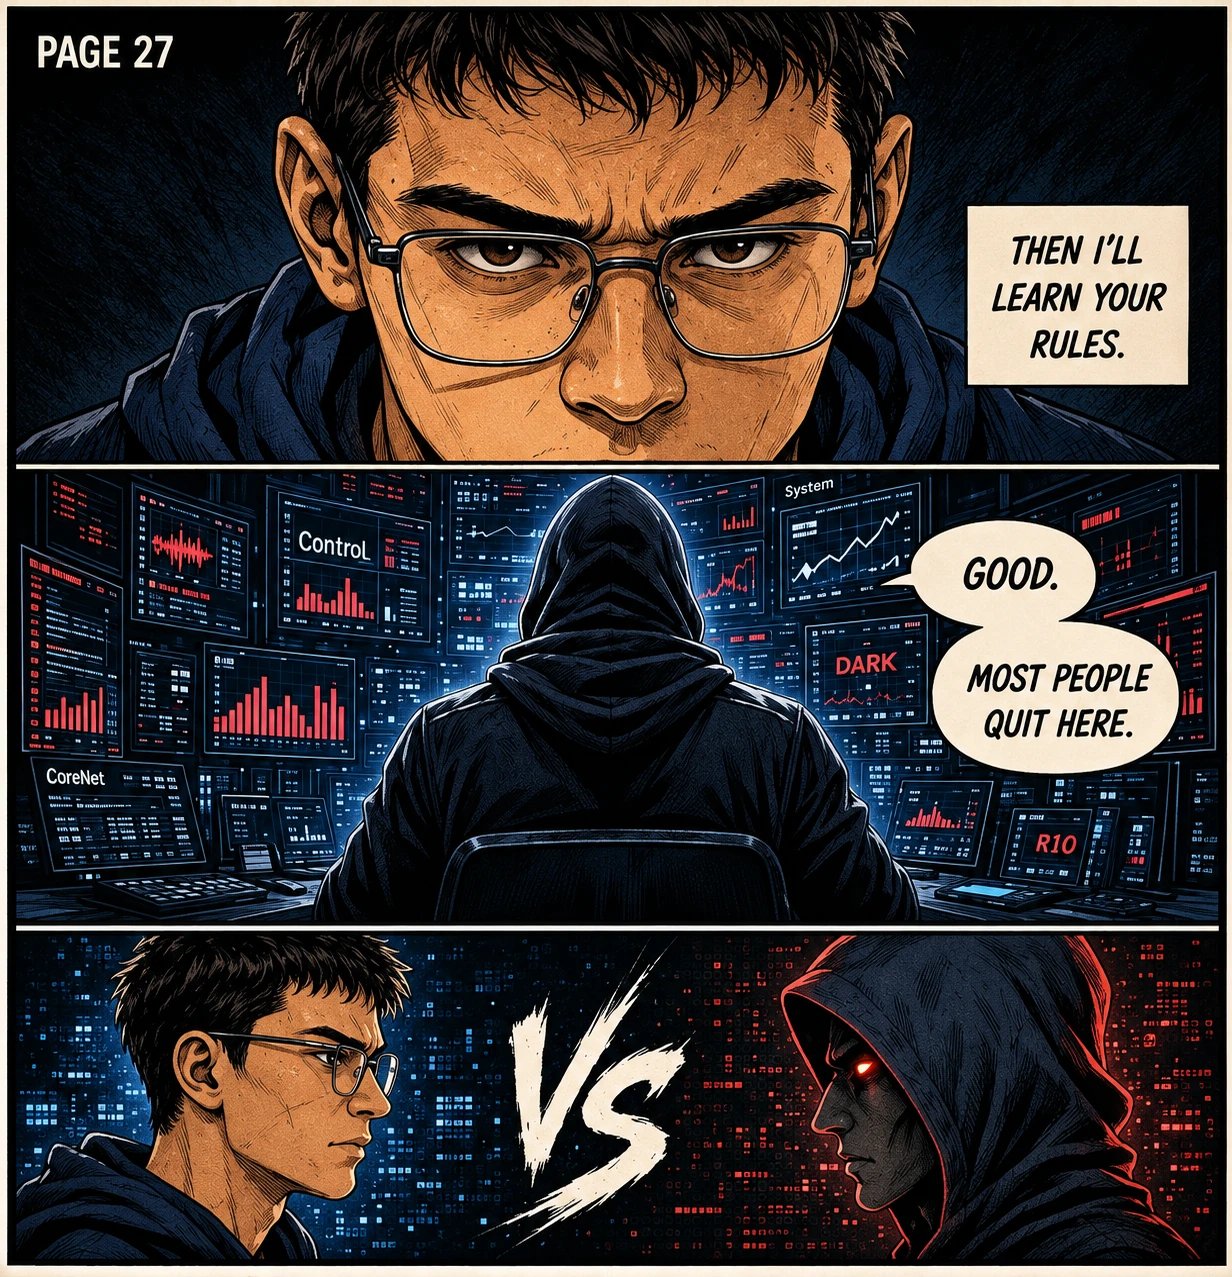 PAGE 27
THEN I'LL
LEARN YOUR
RULES.
System
ControL
GOOD.
DARK
MOST PEOPLE
QUIT HERE.
CoreNet
R10
VS